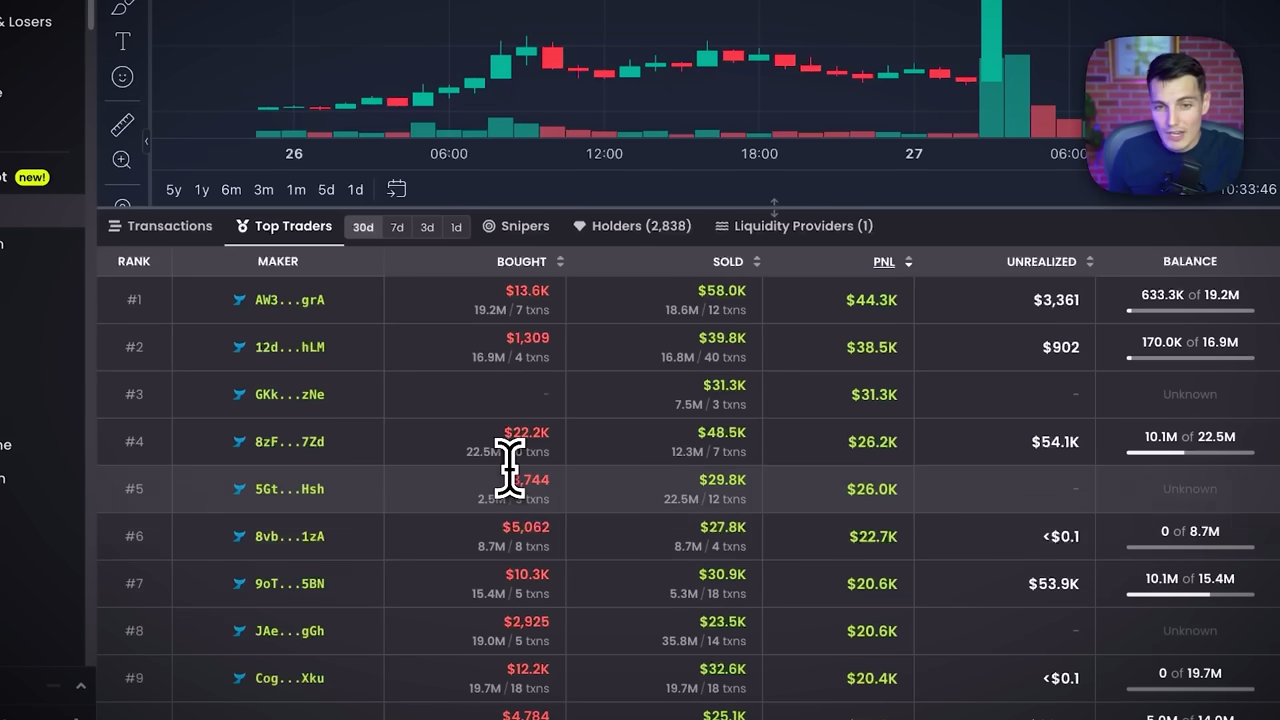 & Losers
new!
26 06:00 12:00 18:00 27 06:00
5y 1y 6m 3m 1m 5d 1d
10:33:46
Transactions Top Traders 30d 7d 3d 1d Snipers Holders (2,838) Liquidity Providers (1)
RANK MAKER BOUGHT SOLD PNL UNREALIZED BALANCE
#1 AW3...grA $13.6K $58.0K $44.3K $3,361 633.3K of 19.2M
19.2M / 7 txns 18.6M / 12 txns
#2 12d...hLM $1,309 $39.8K $38.5K $902 170.0K of 16.9M
16.9M / 4 txns 16.8M / 40 txns
#3 GKk...zNe - $31.3K $31.3K - Unknown
7.5M / 3 txns
#4 8zF...7Zd $22.2K $48.5K $26.2K $54.1K 10.1M of 22.5M
22.5M txns 12.3M / 7 txns
#5 5Gt...Hsh ,744 $29.8K $26.0K - Unknown
txns 22.5M / 12 txns
#6 8vb...1zA $5,062 $27.8K $22.7K <$0.1 0 of 8.7M
8.7M / 8 txns 8.7M / 4 txns
#7 9oT...5BN $10.3K $30.9K $20.6K $53.9K 10.1M of 15.4M
15.4M / 5 txns 5.3M / 18 txns
#8 JAe...gGh $2,925 $23.5K $20.6K - Unknown
19.0M / 5 txns 35.8M / 14 txns
#9 Cog...Xku $12.2K $32.6K $20.4K <$0.1 0 of 19.7M
19.7M / 18 txns 19.7M / 18 txns
$4,784 $25.1K